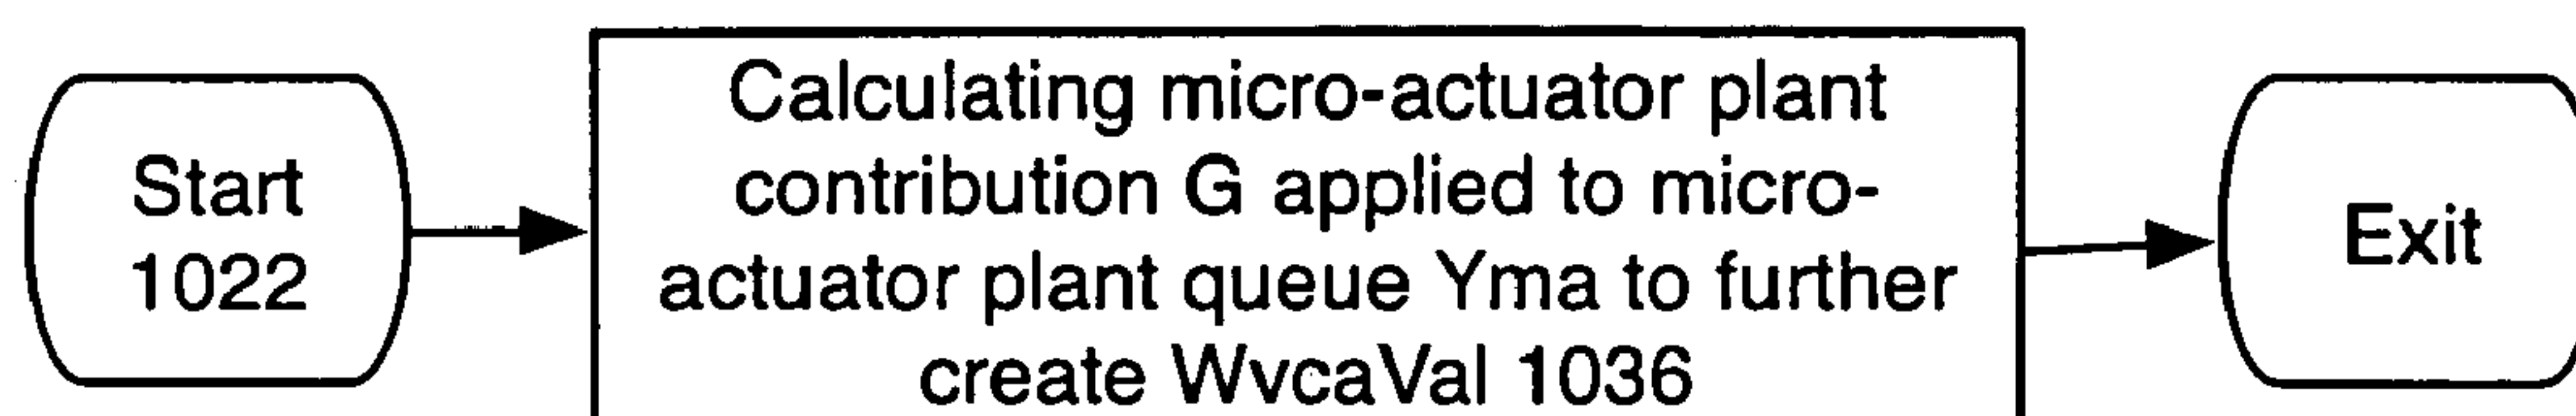 Start
1022
Calculating micro-actuator plant
contribution G applied to micro-
actuator plant queue Yma to further
create WvcaVal 1036
Exit